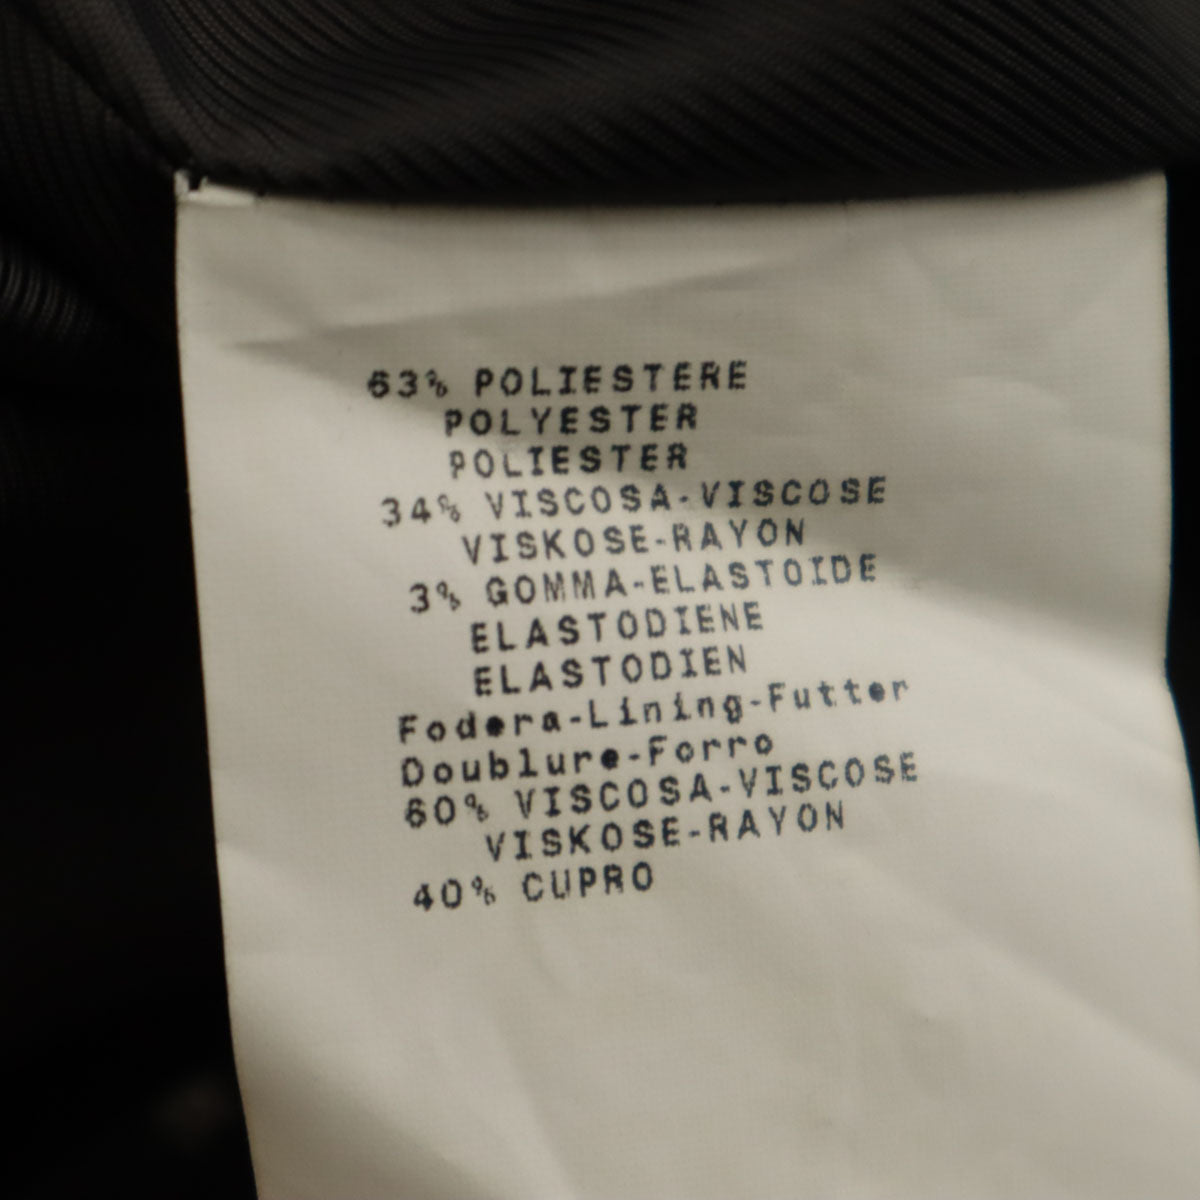 63% POLIESTERE
POLYESTER
POLIESTER
34% VISCOSA-VISCOSE
VISKOSE-RAYON
3% GOMMA-ELASTOIDE
ELASTODIENE
ELASTODIEN
Fodera-Lining-Futter
Doublure-Forro
60% VISCOSA-VISCOSE
VISKOSE-RAYON
40% CUPRO